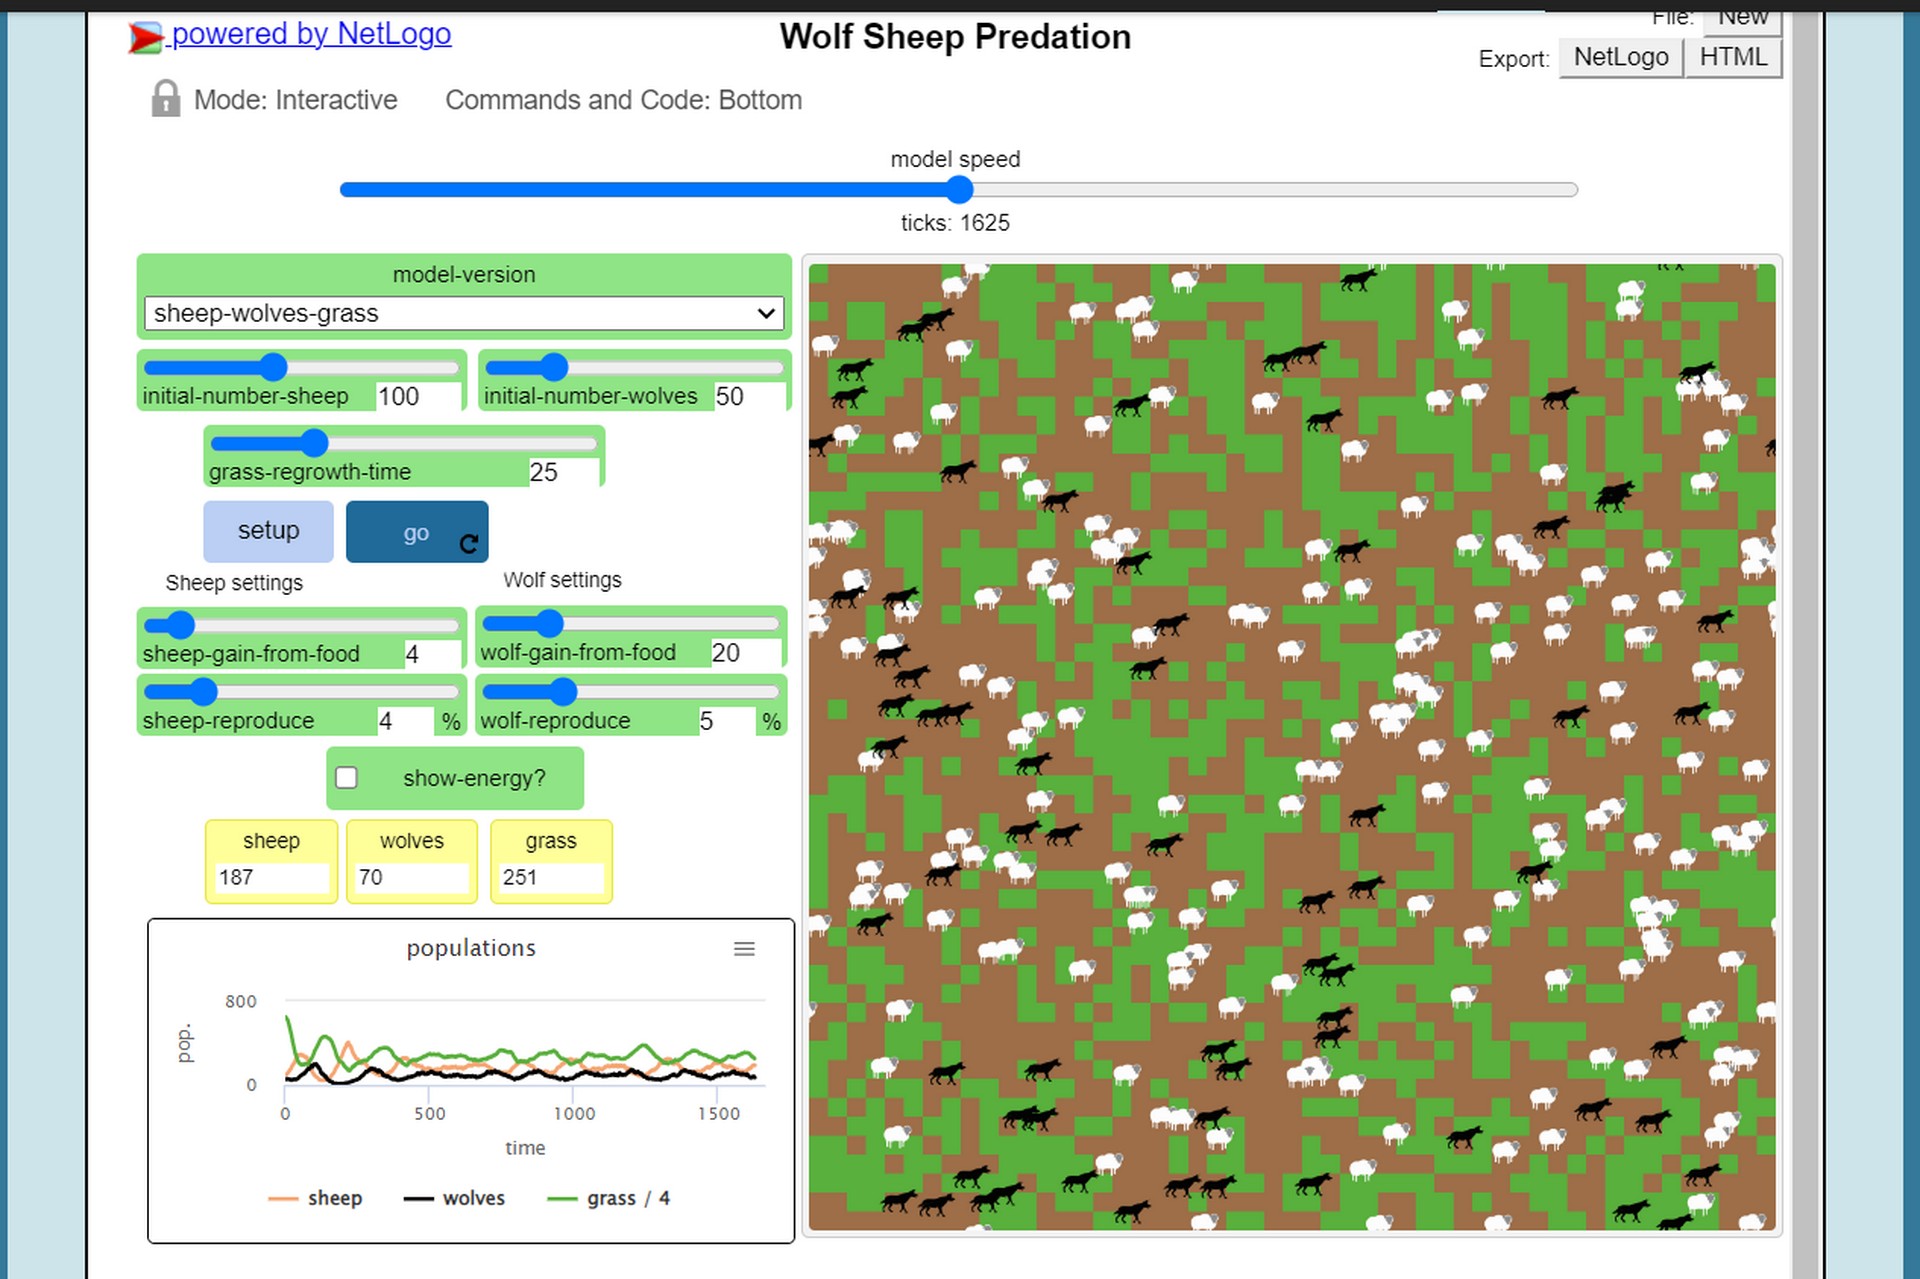 File: New
powered by NetLogo
Wolf Sheep Predation
Export: NetLogo HTML
Mode: Interactive Commands and Code: Bottom
model speed
ticks: 1625
model-version
sheep-wolves-grass
initial-number-sheep 100
initial-number-wolves 50
grass-regrowth-time 25
setup
go
Sheep settings
Wolf settings
sheep-gain-from-food 4
wolf-gain-from-food 20
sheep-reproduce 4 %
wolf-reproduce 5 %
show-energy?
sheep
187
wolves
70
grass
251
populations
pop.
800
0
0 500 1000 1500
time
sheep wolves grass / 4